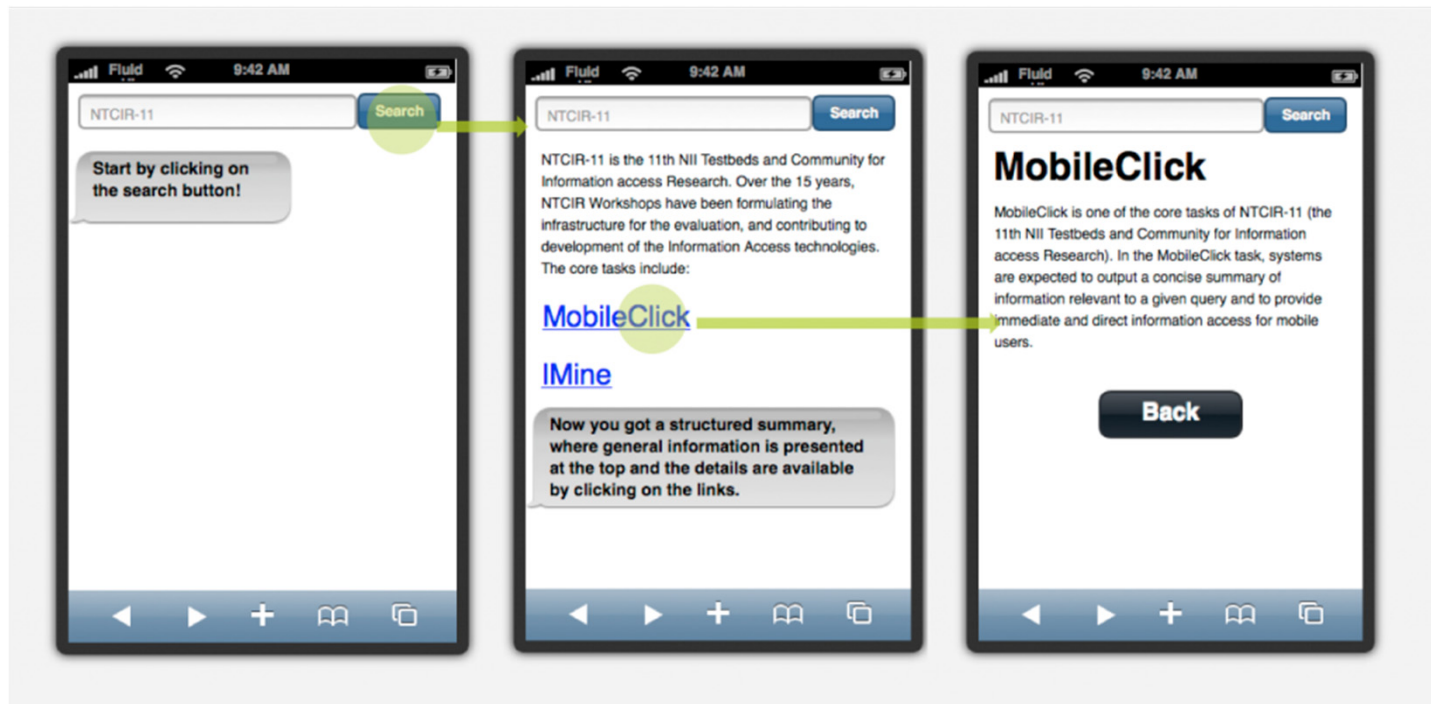 Fluid 9:42 AM
NTCIR-11 Search
Start by clicking on
the search button!
Fluid 9:42 AM
NTCIR-11 Search
NTCIR-11 is the 11th NII Testbeds and Community for
Information access Research. Over the 15 years,
NTCIR Workshops have been formulating the
infrastructure for the evaluation, and contributing to
development of the Information Access technologies.
The core tasks include:
MobileClick
IMine
Now you got a structured summary,
where general information is presented
at the top and the details are available
by clicking on the links.
Fluid 9:42 AM
NTCIR-11 Search
MobileClick
MobileClick is one of the core tasks of NTCIR-11 (the
11th NII Testbeds and Community for Information
access Research). In the MobileClick task, systems
are expected to output a concise summary of
information relevant to a given query and to provide
immediate and direct information access for mobile
users.
Back